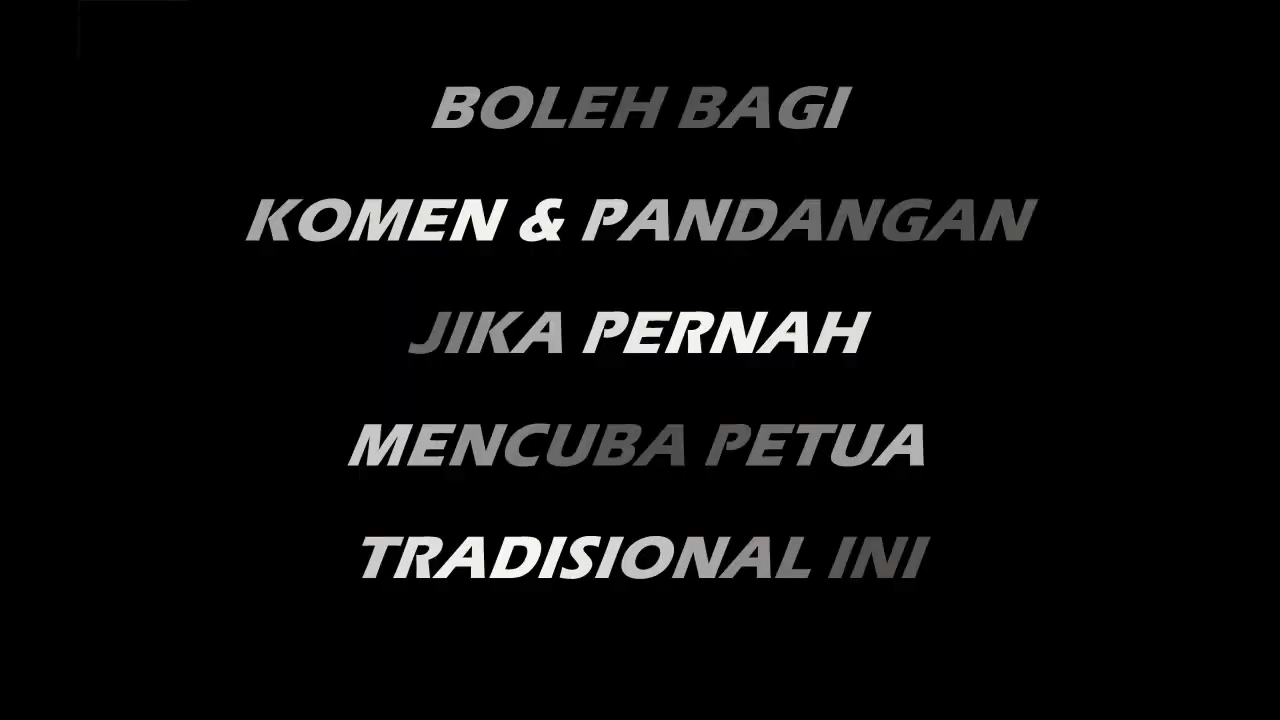 BOLEH BAGI
KOMEN & PANDANGAN
JIKA PERNAH
MENCUBA PETUA
TRADISIONAL INI